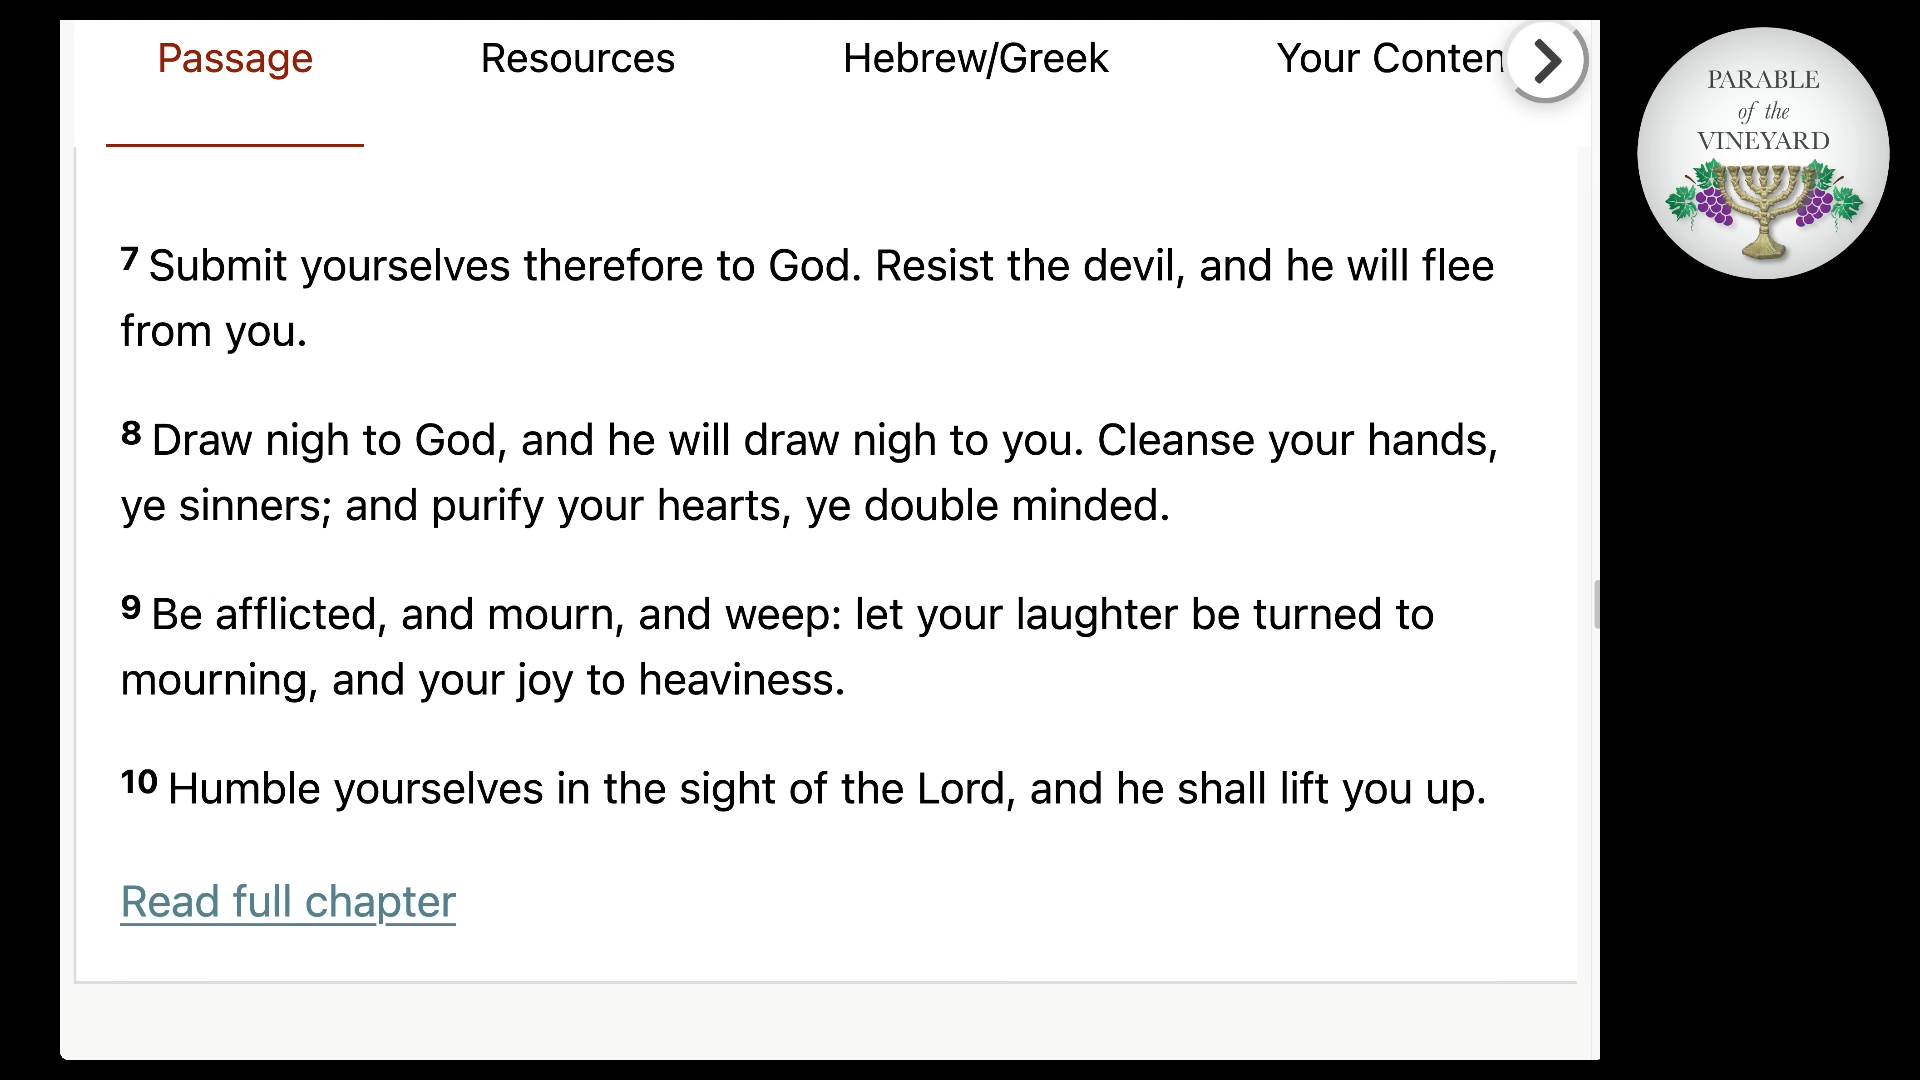 Passage
Resources
Hebrew/Greek
Your Conten
PARABLE
of the
VINEYARD
7 Submit yourselves therefore to God. Resist the devil, and he will flee
from you.
8 Draw nigh to God, and he will draw nigh to you. Cleanse your hands,
ye sinners; and purify your hearts, ye double minded.
9 Be afflicted, and mourn, and weep: let your laughter be turned to
mourning, and your joy to heaviness.
10 Humble yourselves in the sight of the Lord, and he shall lift you up.
Read full chapter